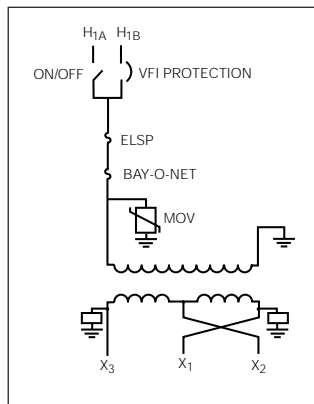 H1A H1B
ON/OFF VFI PROTECTION
ELSP
BAY-O-NET
MOV
X3 X1 X2